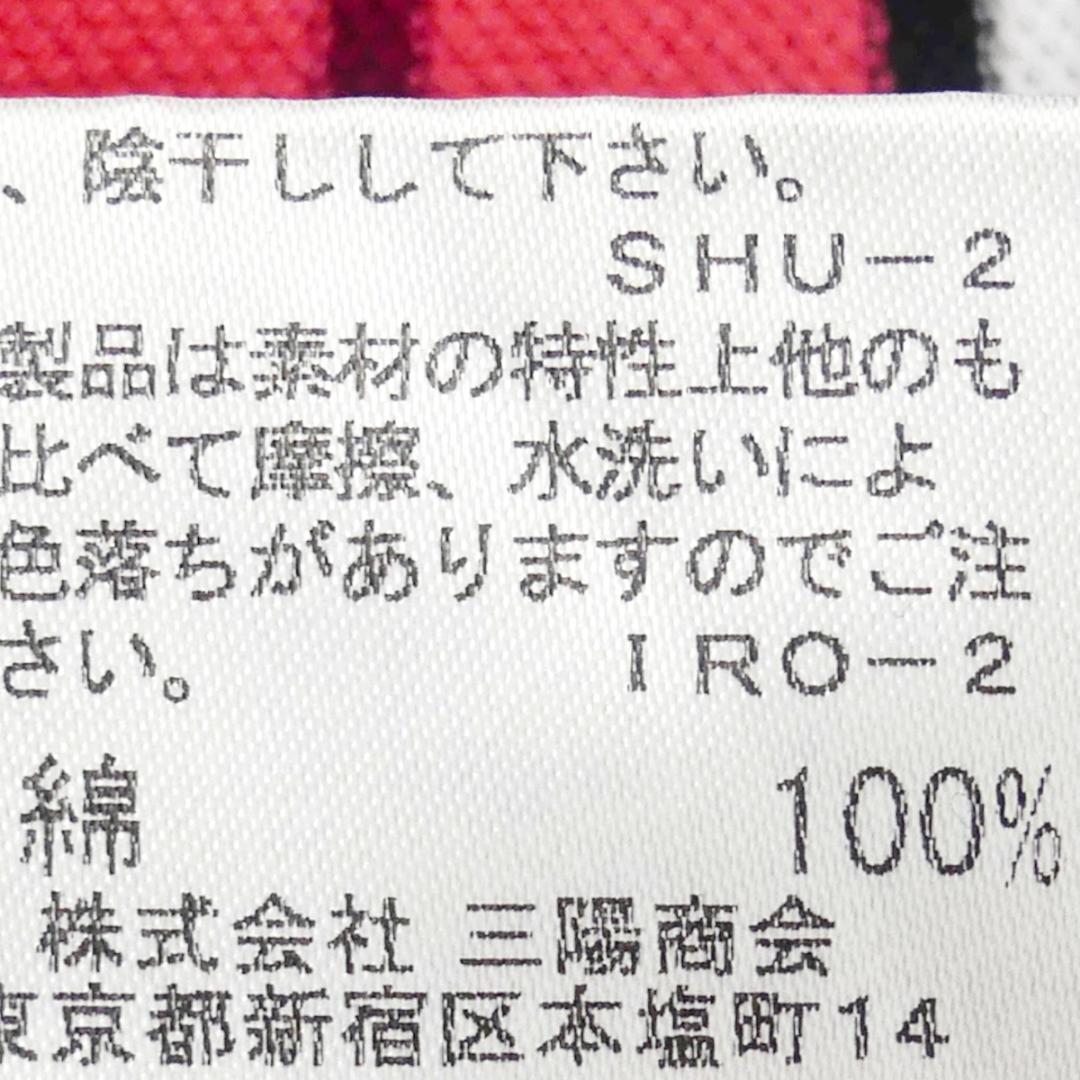 、陰干しして下さい。
SHU-2
製品は素材の特性上他のも
比べて摩擦、水洗いによ
色落ちがありますのでご注
さい。 IRO-2
綿 100%
株式会社 三陽商会
東京都新宿区本塩町14